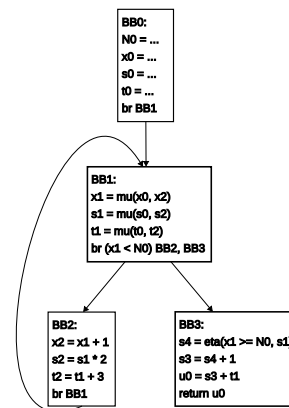 BB0:
N0 = ...
x0 = ...
s0 = ...
t0 = ...
br BB1
BB1:
x1 = mu(x0, x2)
s1 = mu(s0, s2)
t1 = mu(t0, t2)
br (x1 < N0) BB2, BB3
BB2:
x2 = x1 + 1
s2 = s1 * 2
t2 = t1 + 3
br BB1
BB3:
s4 = eta(x1 >= N0, s1)
s3 = s4 + 1
u0 = s3 + t1
return u0